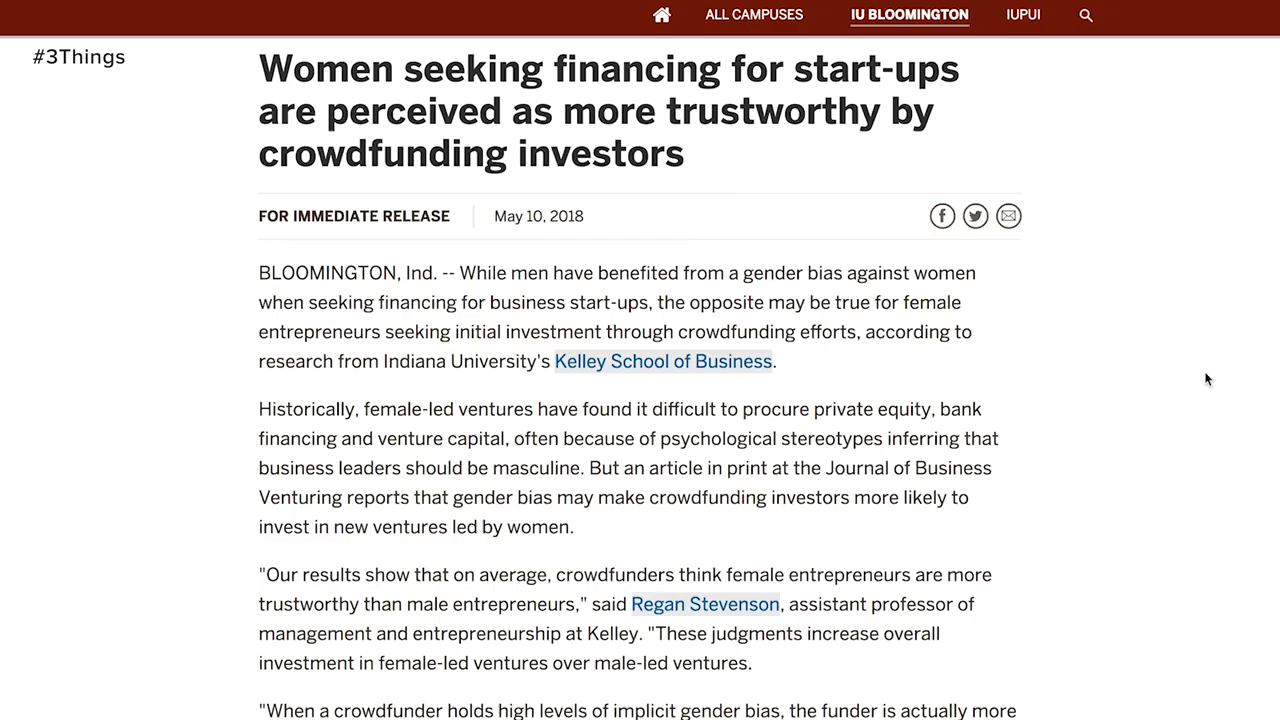 ALL CAMPUSES IU BLOOMINGTON IUPUI
#3Things
Women seeking financing for start-ups
are perceived as more trustworthy by
crowdfunding investors
FOR IMMEDIATE RELEASE May 10, 2018
BLOOMINGTON, Ind. -- While men have benefited from a gender bias against women
when seeking financing for business start-ups, the opposite may be true for female
entrepreneurs seeking initial investment through crowdfunding efforts, according to
research from Indiana University's Kelley School of Business.
Historically, female-led ventures have found it difficult to procure private equity, bank
financing and venture capital, often because of psychological stereotypes inferring that
business leaders should be masculine. But an article in print at the Journal of Business
Venturing reports that gender bias may make crowdfunding investors more likely to
invest in new ventures led by women.
"Our results show that on average, crowdfunders think female entrepreneurs are more
trustworthy than male entrepreneurs," said Regan Stevenson, assistant professor of
management and entrepreneurship at Kelley. "These judgments increase overall
investment in female-led ventures over male-led ventures.
"When a crowdfunder holds high levels of implicit gender bias, the funder is actually more